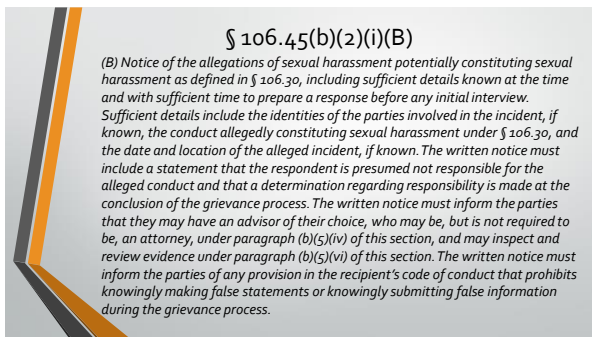 § 106.45(b)(2)(i)(B)
(B) Notice of the allegations of sexual harassment potentially constituting sexual
harassment as defined in § 106.30, including sufficient details known at the time
and with sufficient time to prepare a response before any initial interview.
Sufficient details include the identities of the parties involved in the incident, if
known, the conduct allegedly constituting sexual harassment under § 106.30, and
the date and location of the alleged incident, if known. The written notice must
include a statement that the respondent is presumed not responsible for the
alleged conduct and that a determination regarding responsibility is made at the
conclusion of the grievance process. The written notice must inform the parties
that they may have an advisor of their choice, who may be, but is not required to
be, an attorney, under paragraph (b)(5)(iv) of this section, and may inspect and
review evidence under paragraph (b)(5)(vi) of this section. The written notice must
inform the parties of any provision in the recipient's code of conduct that prohibits
knowingly making false statements or knowingly submitting false information
during the grievance process.